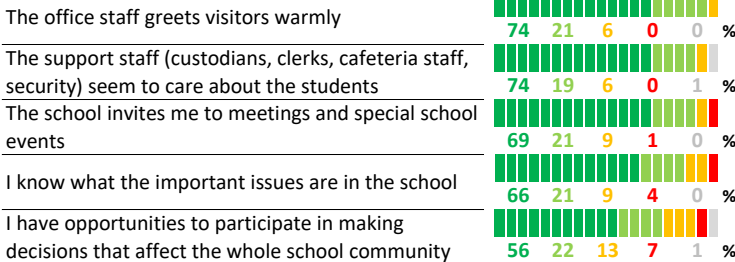 The office staff greets visitors warmly
74 21 6 0 0 %
The support staff (custodians, clerks, cafeteria staff,
security) seem to care about the students
74 19 6 0 1 %
The school invites me to meetings and special school
events
69 21 9 1 0 %
I know what the important issues are in the school
66 21 9 4 0 %
I have opportunities to participate in making
decisions that affect the whole school community
56 22 13 7 1 %